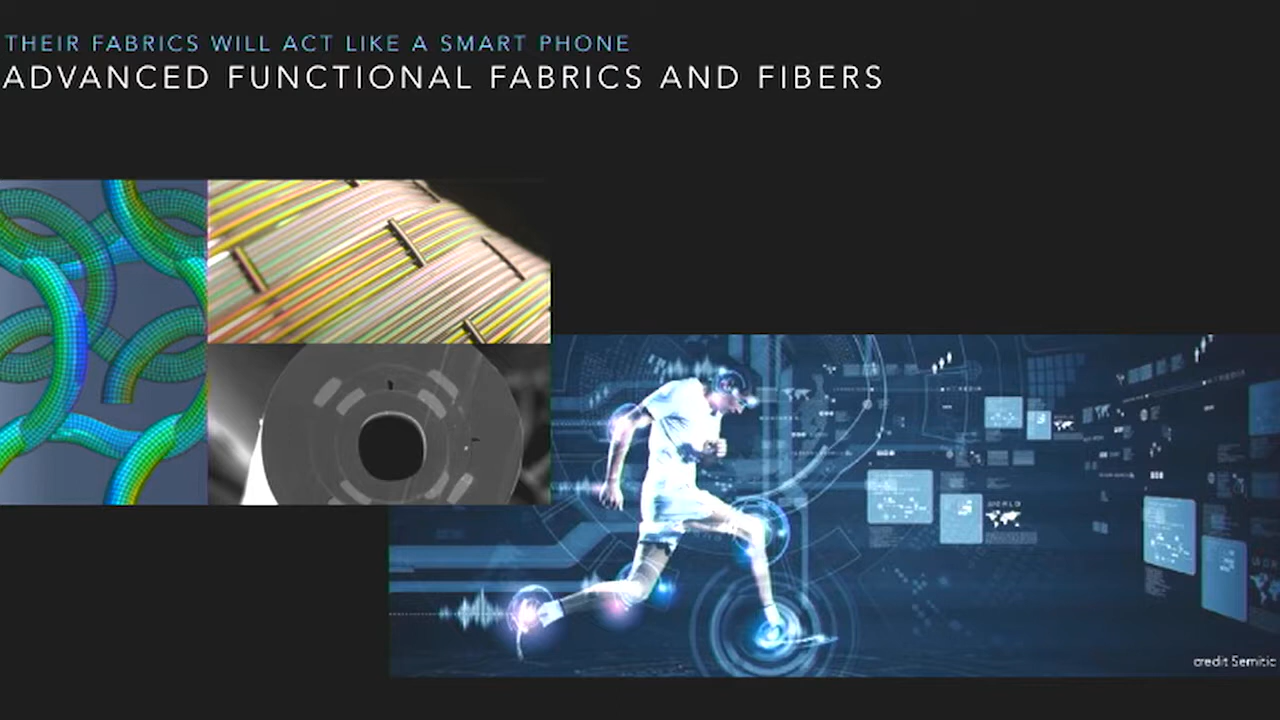 THEIR FABRICS WILL ACT LIKE A SMART PHONE
ADVANCED FUNCTIONAL FABRICS AND FIBERS
WORLD
credit Semitic